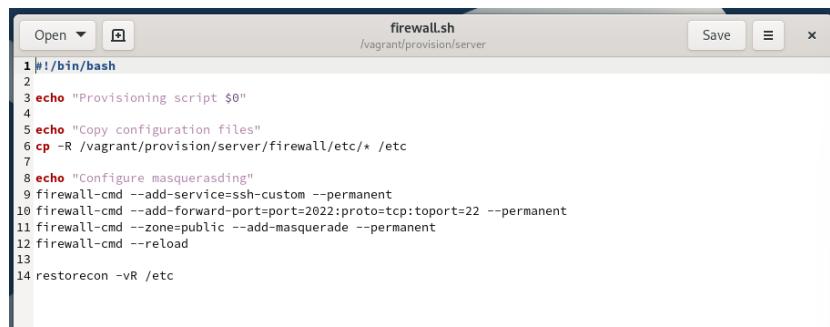 Open
firewall.sh
/vagrant/provision/server
Save
1 #!/bin/bash
2
3 echo "Provisioning script $0"
4
5 echo "Copy configuration files"
6 cp -R /vagrant/provision/server/firewall/etc/* /etc
7
8 echo "Configure masquerasding"
9 firewall-cmd --add-service=ssh-custom --permanent
10 firewall-cmd --add-forward-port=port=2022:proto=tcp:toport=22 --permanent
11 firewall-cmd --zone=public --add-masquerade --permanent
12 firewall-cmd --reload
13
14 restorecon -vR /etc